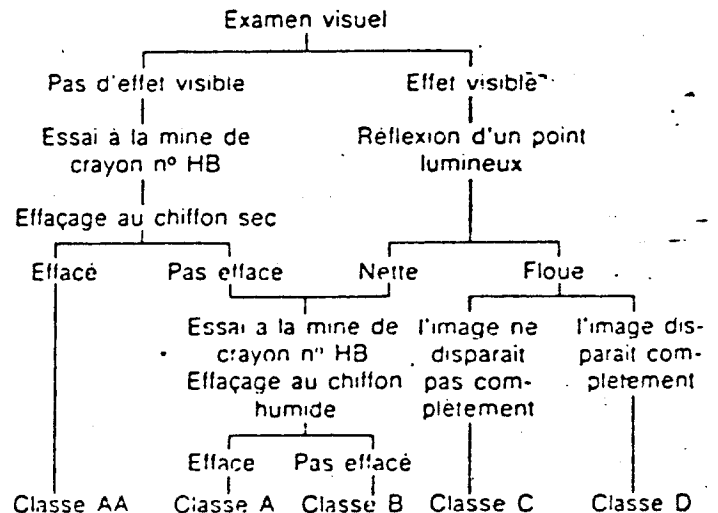 Examen visuel
Pas d'effet visible
Effet visible
Essai à la mine de
crayon nº HB
Réflexion d'un point
lumineux
Effaçage au chiffon sec
Effacé
Pas effacé
Nette
Floue
Essai a la mine de
crayon nº HB
Effaçage au chiffon
humide
l'image ne
disparait
pas com-
plètement
l'image dis-
parait com-
plètement
Efface
Pas effacé
Classe AA
Classe A
Classe B
Classe C
Classe D